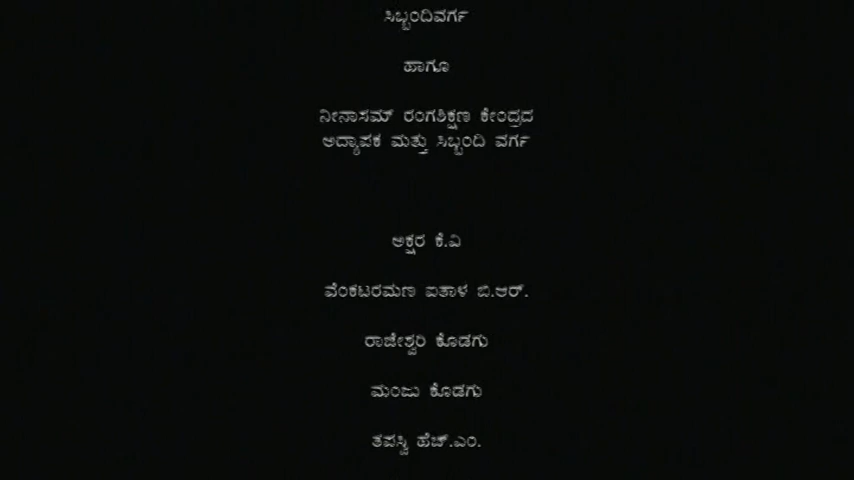 ಸಿಬ್ಬಂದಿವರ್ಗ
ಹಾಗೂ
ನೀನಾಸಮ್ ರಂಗಶಿಕ್ಷಣ ಕೇಂದ್ರದ
ಅಧ್ಯಾಪಕ ಮತ್ತು ಸಿಬ್ಬಂದಿ ವರ್ಗ
ಅಕ್ಷರ ಕೆ.ವಿ
ವೆಂಕಟರಮಣ ಐತಾಳ ಬಿ.ಆರ್.
ರಾಜೇಶ್ವರಿ ಕೊಡಗು
ಮಂಜು ಕೊಡಗು
ತಪಸ್ವಿ ಹೆಚ್.ಎಂ.